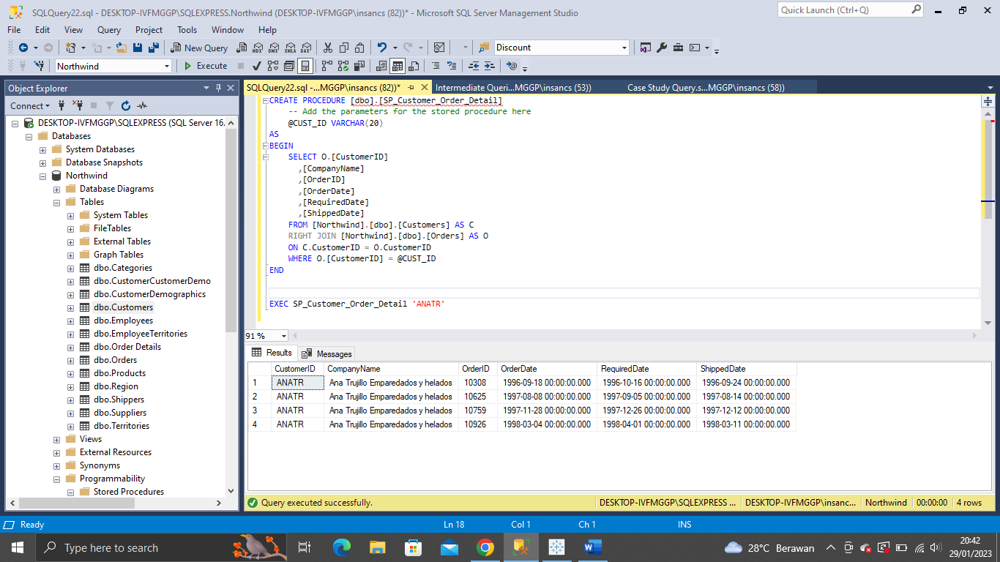 SQLQuery22.sql - DESKTOP-IVFMGGP\SQLEXPRESS.Northwind (DESKTOP-IVFMGGP\insancs (82))* - Microsoft SQL Server Management Studio
Quick Launch (Ctrl+Q)
File Edit View Query Project Tools Window Help
New Query MDX DMX XMLA DAX Discount
Northwind Execute
Object Explorer
Connect
DESKTOP-IVFMGGP\SQLEXPRESS (SQL Server 16.
Databases
System Databases
Database Snapshots
Northwind
Database Diagrams
Tables
System Tables
FileTables
External Tables
Graph Tables
dbo.Categories
dbo.CustomerCustomerDemo
dbo.CustomerDemographics
dbo.Customers
dbo.Employees
dbo.EmployeeTerritories
dbo.Order Details
dbo.Orders
dbo.Products
dbo.Region
dbo.Shippers
dbo.Suppliers
dbo.Territories
Views
External Resources
Synonyms
Programmability
Stored Procedures
SQLQuery22.sql -...MGGP\insancs (82))* Intermediate Queri...MGGP\insancs (53)) Case Study Query.s...MGGP\insancs (58))
CREATE PROCEDURE [dbo].[SP_Customer_Order_Detail]
-- Add the parameters for the stored procedure here
@CUST_ID VARCHAR(20)
AS
BEGIN
SELECT O.[CustomerID]
,[CompanyName]
,[OrderID]
,[OrderDate]
,[RequiredDate]
,[ShippedDate]
FROM [Northwind].[dbo].[Customers] AS C
RIGHT JOIN [Northwind].[dbo].[Orders] AS O
ON C.CustomerID = O.CustomerID
WHERE O.[CustomerID] = @CUST_ID
END
EXEC SP_Customer_Order_Detail 'ANATR'
91 %
Results Messages
CustomerID CompanyName OrderID OrderDate RequiredDate ShippedDate
1 ANATR Ana Trujillo Emparedados y helados 10308 1996-09-18 00:00:00.000 1996-10-16 00:00:00.000 1996-09-24 00:00:00.000
2 ANATR Ana Trujillo Emparedados y helados 10625 1997-08-08 00:00:00.000 1997-09-05 00:00:00.000 1997-08-14 00:00:00.000
3 ANATR Ana Trujillo Emparedados y helados 10759 1997-11-28 00:00:00.000 1997-12-26 00:00:00.000 1997-12-12 00:00:00.000
4 ANATR Ana Trujillo Emparedados y helados 10926 1998-03-04 00:00:00.000 1998-04-01 00:00:00.000 1998-03-11 00:00:00.000
Query executed successfully. DESKTOP-IVFMGGP\SQLEXPRESS ... DESKTOP-IVFMGGP\insanc... Northwind 00:00:00 4 rows
Ready Ln 18 Col 1 Ch 1 INS
Type here to search 28°C Berawan 20:42
29/01/2023